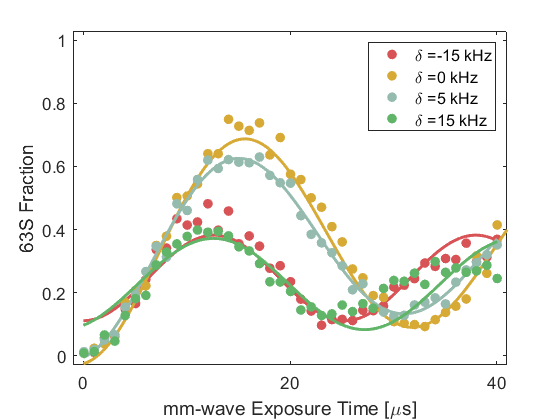 1
δ =-15 kHz
δ =0 kHz
δ =5 kHz
δ =15 kHz
0.8
0.6
0.4
0.2
0
63S Fraction
0 20 40
mm-wave Exposure Time [μs]